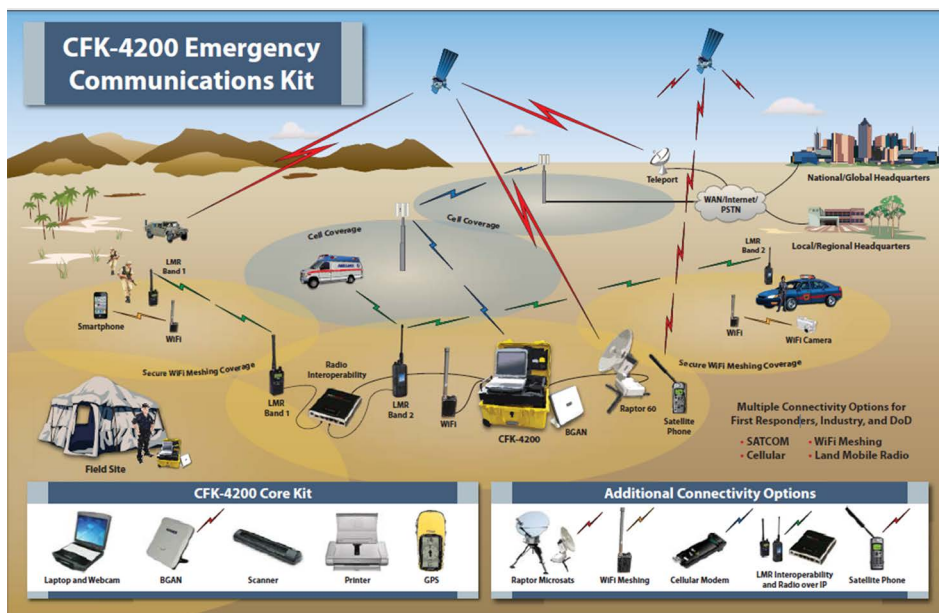 CFK-4200 Emergency
Communications Kit
Teleport
WAN/Internet/
PSTN
National/Global Headquarters
Local/Regional Headquarters
Cell Coverage
Cell Coverage
LMR
Band 1
LMR
Band 2
AMBULANCE
Smartphone
WiFi
WiFi
WiFi Camera
Secure WiFi Meshing Coverage
Radio
Interoperability
Secure WiFi Meshing Coverage
LMR
Band 1
LMR
Band 2
WiFi
CFK-4200
BGAN
Raptor 60
Satellite
Phone
Field Site
Multiple Connectivity Options for
First Responders, Industry, and DoD
• SATCOM • WiFi Meshing
• Cellular • Land Mobile Radio
CFK-4200 Core Kit
Laptop and Webcam
BGAN
Scanner
Printer
GPS
Additional Connectivity Options
Raptor Microsats
WiFi Meshing
Cellular Modem
LMR Interoperability
and Radio over IP
Satellite Phone